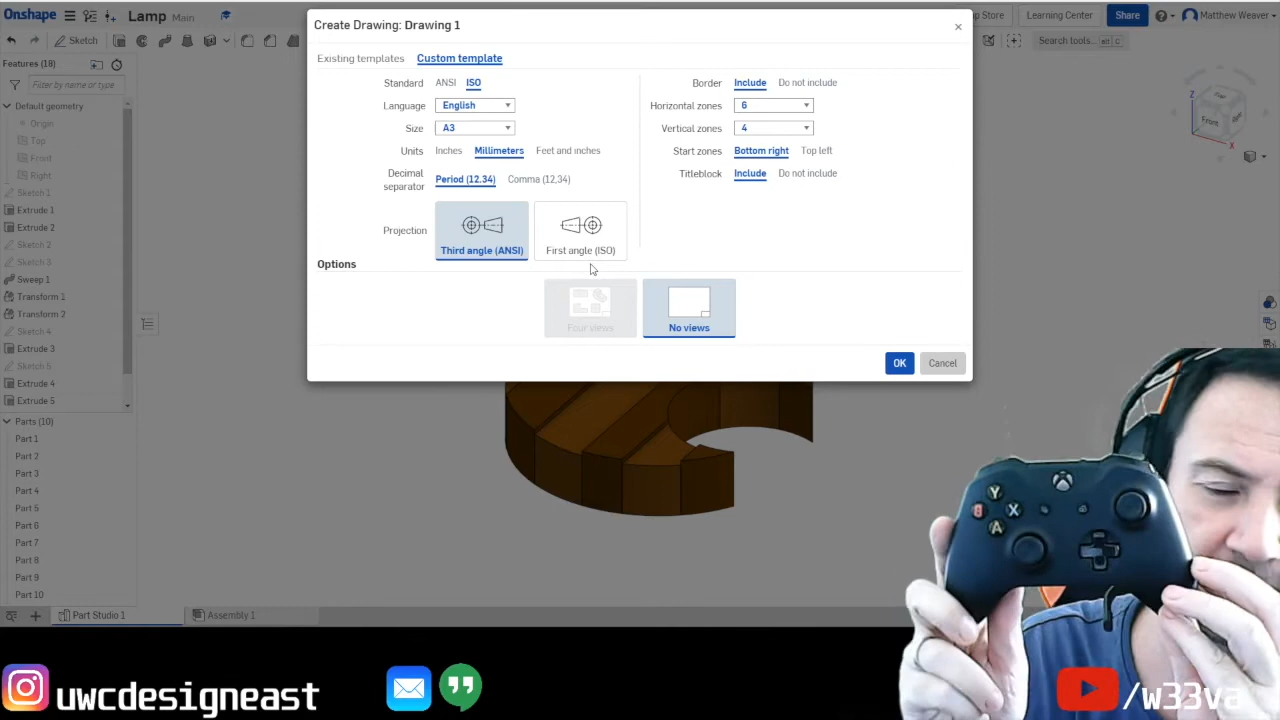 Onshape
Lamp
Main
Create Drawing: Drawing 1
p Store
Learning Center
Share
Matthew Weaver
Sketch
Search tools...
alt
C
Existing templates
Custom template
Features (18)
Filter by name or type
Default geometry
Origin
Top
Front
Right
Sketch 1
Extrude 1
Extrude 2
Sketch 2
Sketch 3
Sweep 1
Transform 1
Transform 2
Sketch 4
Extrude 3
Sketch 5
Extrude 4
Extrude 5
Parts (10)
Part 1
Part 2
Part 3
Part 4
Part 5
Part 6
Part 7
Part 8
Part 9
Part 10
Standard
ANSI
ISO
Language
English
Size
A3
Units
Inches
Millimeters
Feet and inches
Decimal
separator
Period (12.34)
Comma (12,34)
Projection
Third angle (ANSI)
First angle (ISO)
Border
Include
Do not include
Horizontal zones
6
Vertical zones
4
Start zones
Bottom right
Top left
Titleblock
Include
Do not include
Options
Four views
No views
OK
Cancel
Z
Front
Right
X
Part Studio 1
Assembly 1
Y
B
X
A
uwcdesigneast
/w33va